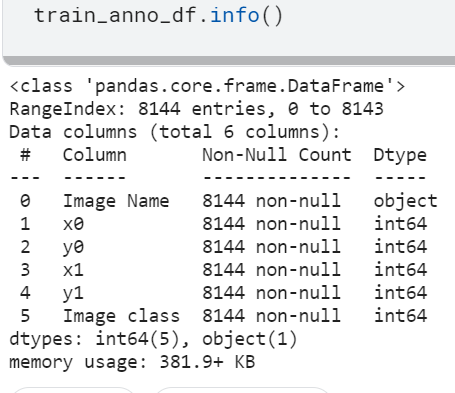 train_anno_df.info()
<class 'pandas.core.frame.DataFrame'>
RangeIndex: 8144 entries, 0 to 8143
Data columns (total 6 columns):
 #   Column       Non-Null Count  Dtype
---  ------       --------------  -----
 0   Image Name   8144 non-null   object
 1   x0           8144 non-null   int64
 2   y0           8144 non-null   int64
 3   x1           8144 non-null   int64
 4   y1           8144 non-null   int64
 5   Image class  8144 non-null   int64
dtypes: int64(5), object(1)
memory usage: 381.9+ KB